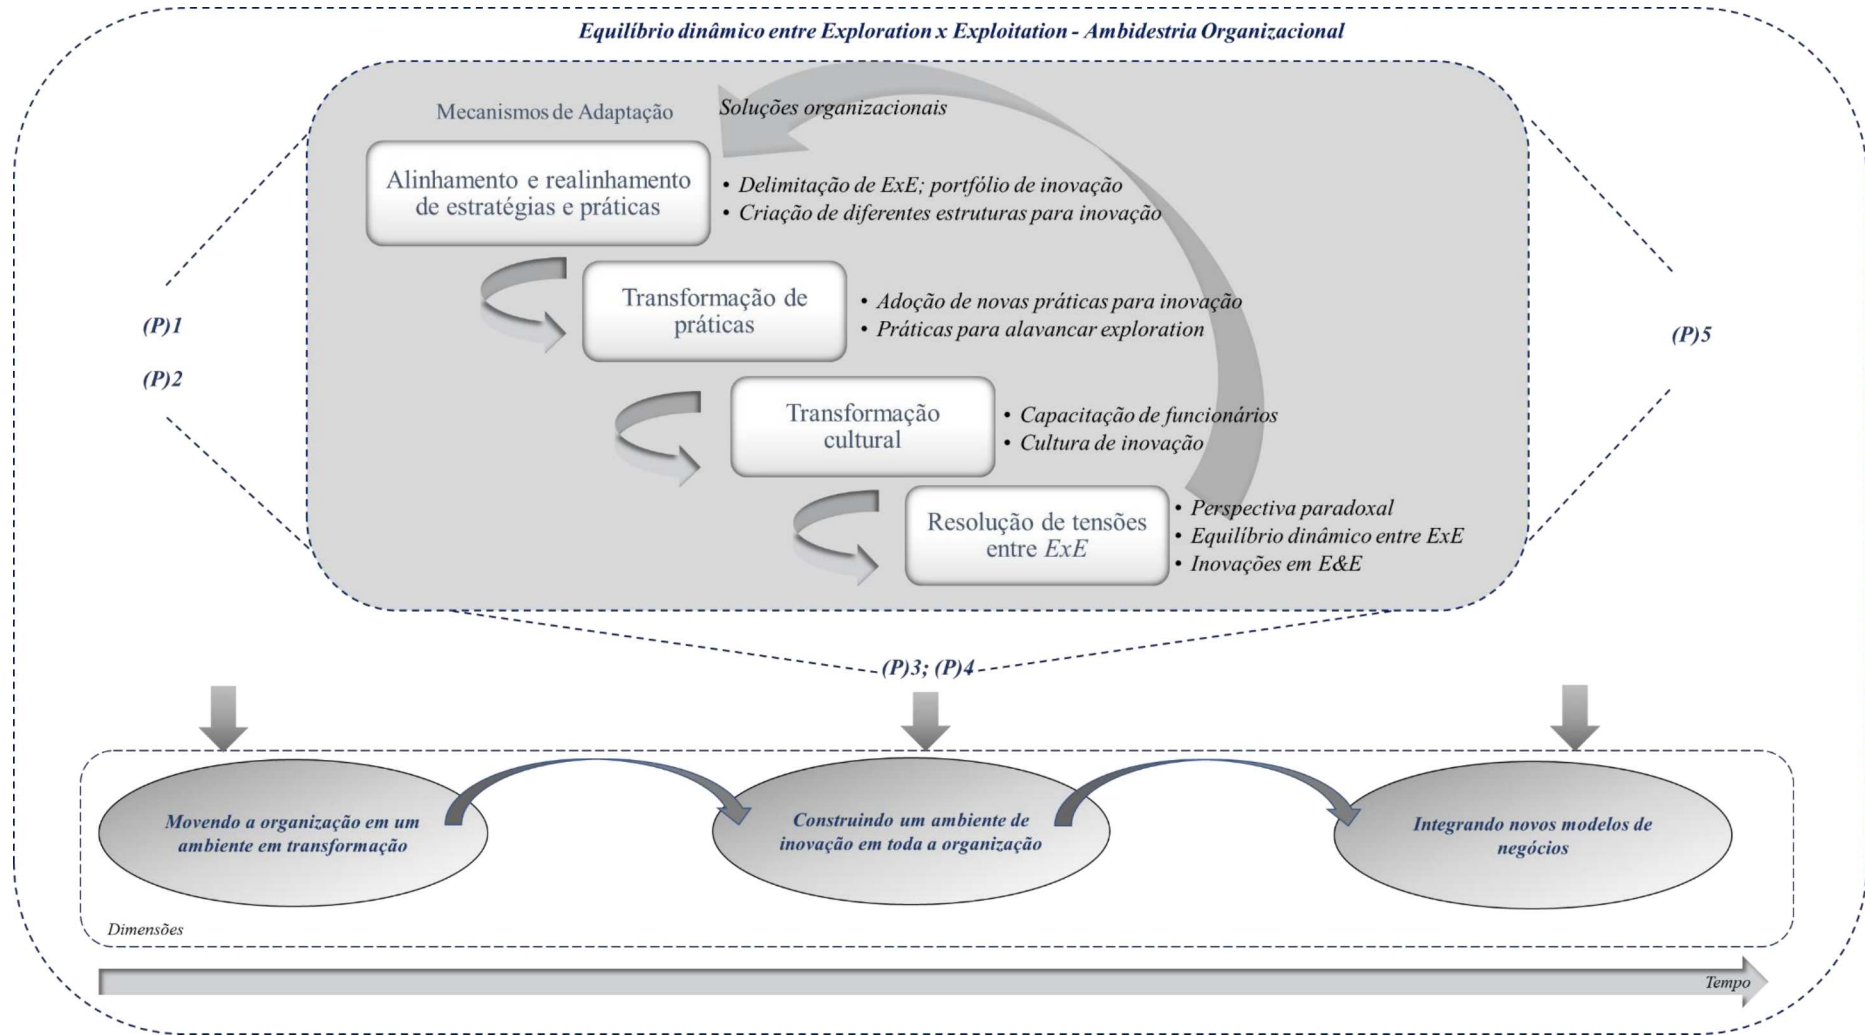 Equilíbrio dinâmico entre Exploration x Exploitation - Ambidestria Organizacional
Mecanismos de Adaptação
Soluções organizacionais
Alinhamento e realinhamento
de estratégias e práticas
• Delimitação de ExE; portfólio de inovação
• Criação de diferentes estruturas para inovação
Transformação de
práticas
• Adoção de novas práticas para inovação
• Práticas para alavancar exploration
(P)1
(P)2
(P)5
Transformação
cultural
• Capacitação de funcionários
• Cultura de inovação
Resolução de tensões
entre ExE
• Perspectiva paradoxal
• Equilíbrio dinâmico entre ExE
• Inovações em E&E
(P)3; (P)4
Movendo a organização em um
ambiente em transformação
Construindo um ambiente de
inovação em toda a organização
Integrando novos modelos de
negócios
Dimensões
Tempo